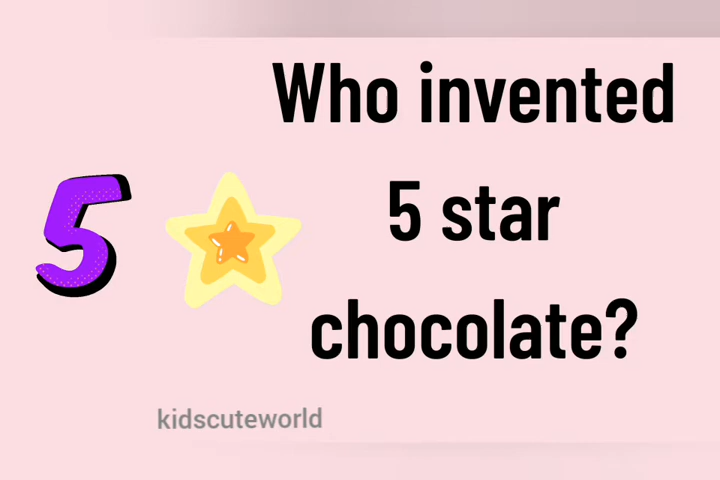 Who invented
5 star
chocolate?
5
kidscuteworld